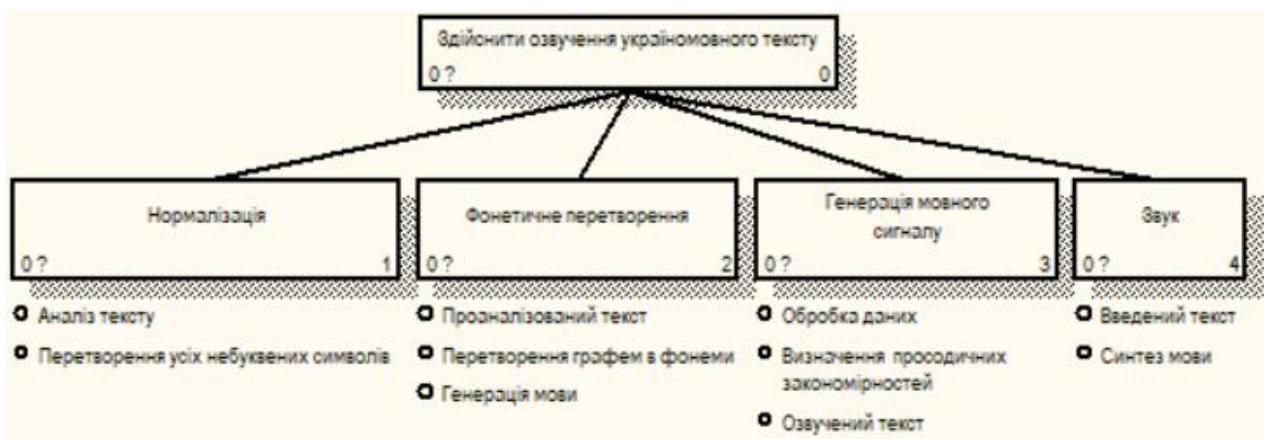 Здійснити озвучення україномовного тексту
0 ? 0
Нормалізація
0 ? 1
Аналіз тексту
Перетворення усіх небуквених символів
Фонетичне перетворення
0 ? 2
Проаналізований текст
Перетворення графем в фонеми
Генерація мови
Генерація мовного
сигналу
0 ? 3
Обробка даних
Визначення просодичних
закономірностей
Озвучений текст
Звук
0 ? 4
Введений текст
Синтез мови